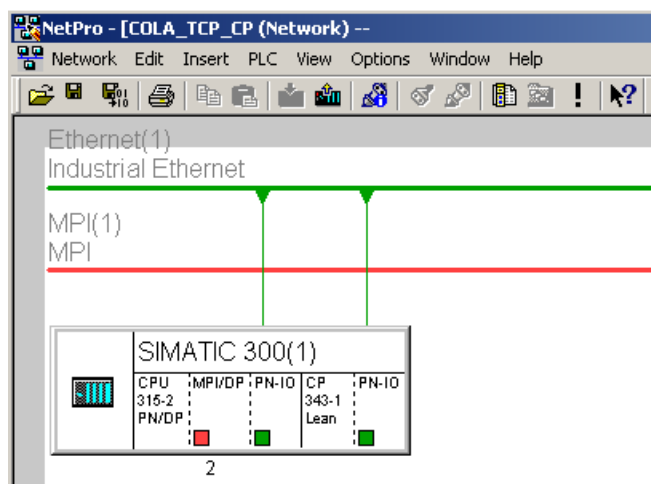 NetPro - [COLA_TCP_CP (Network) --
Network Edit Insert PLC View Options Window Help
Ethernet(1)
Industrial Ethernet
MPI(1)
MPI
SIMATIC 300(1)
CPU MPI/DP PN-IO CP PN-IO
315-2 343-1
PN/DP Lean
2